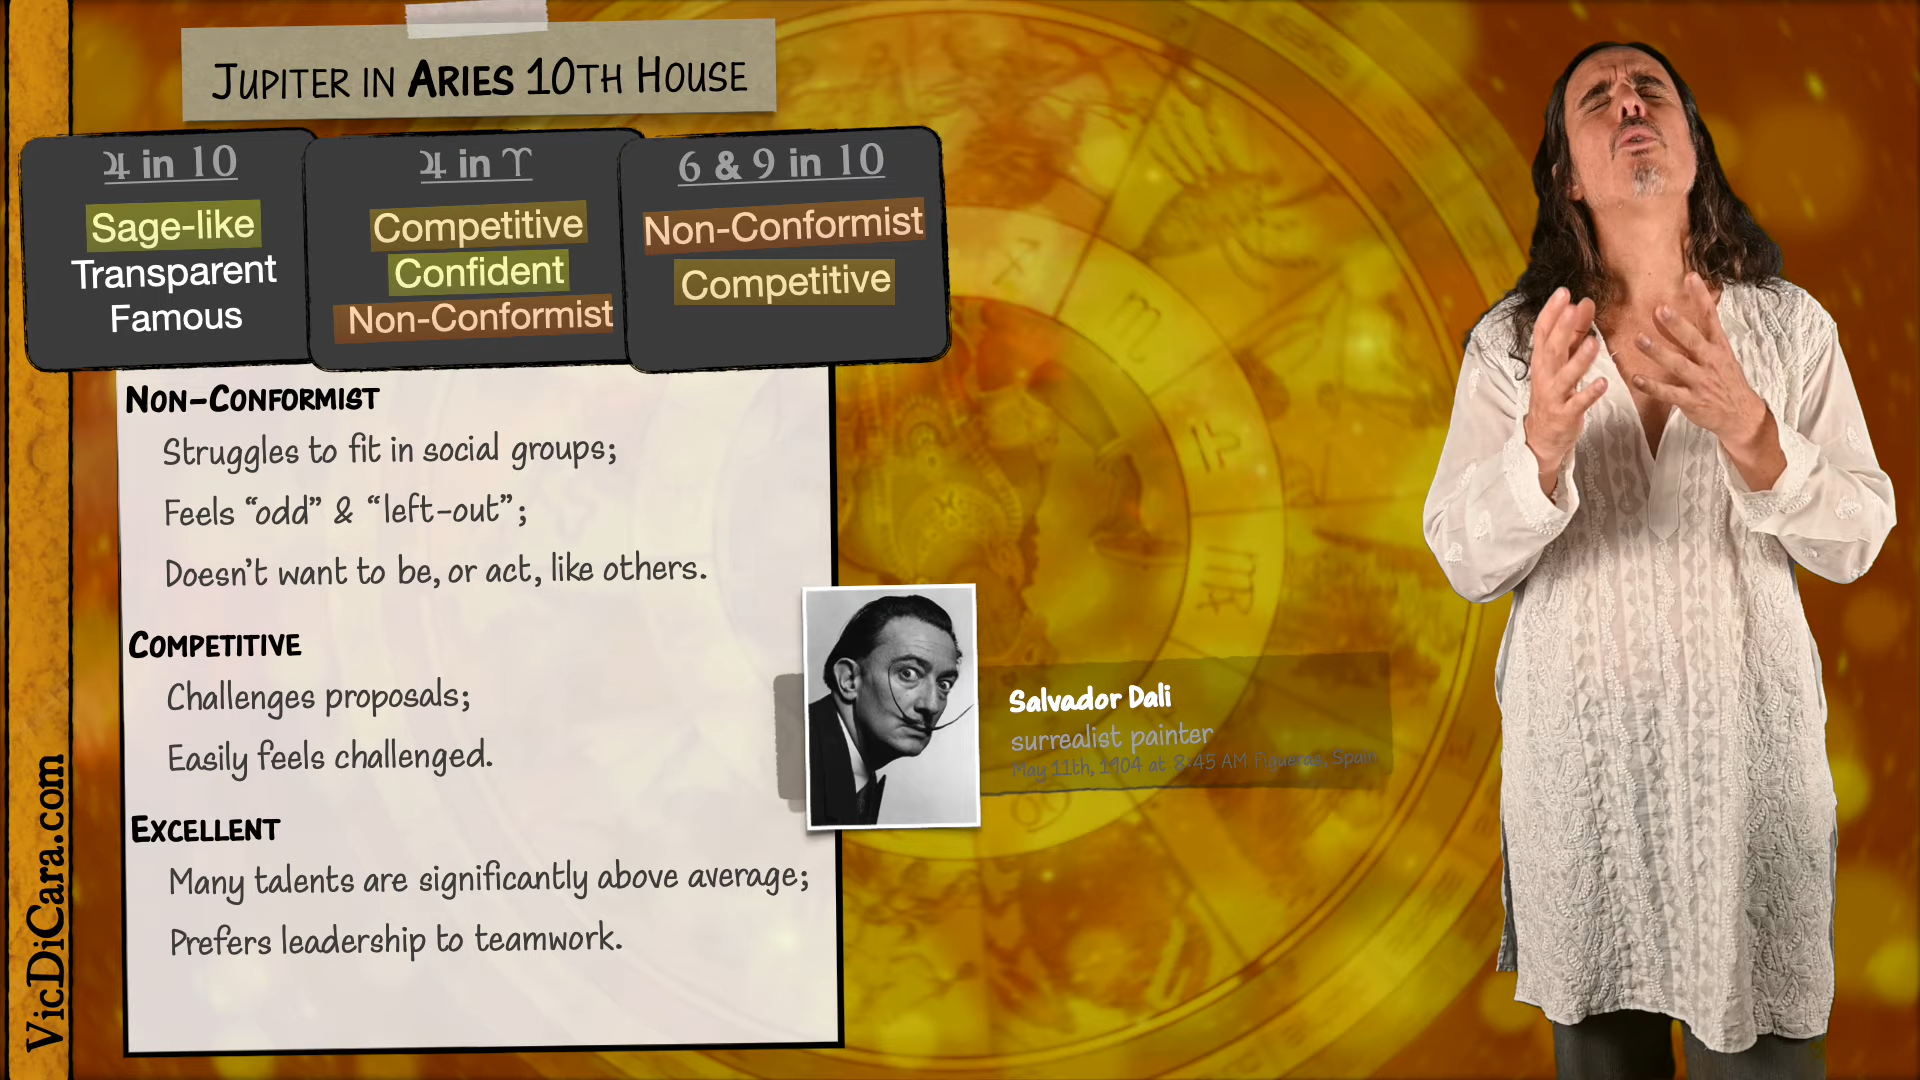 Jupiter in Aries 10th House
♃ in 10
Sage-like
Transparent
Famous
♃ in ♈
Competitive
Confident
Non-Conformist
6 & 9 in 10
Non-Conformist
Competitive
Non-Conformist
Struggles to fit in social groups;
Feels “odd” & “left-out”;
Doesn’t want to be, or act, like others.
Competitive
Challenges proposals;
Easily feels challenged.
Excellent
Many talents are significantly above average;
Prefers leadership to teamwork.
Salvador Dali
surrealist painter
May 11th, 1904 at 8:45 AM Figueras, Spain
VicDiCara.com